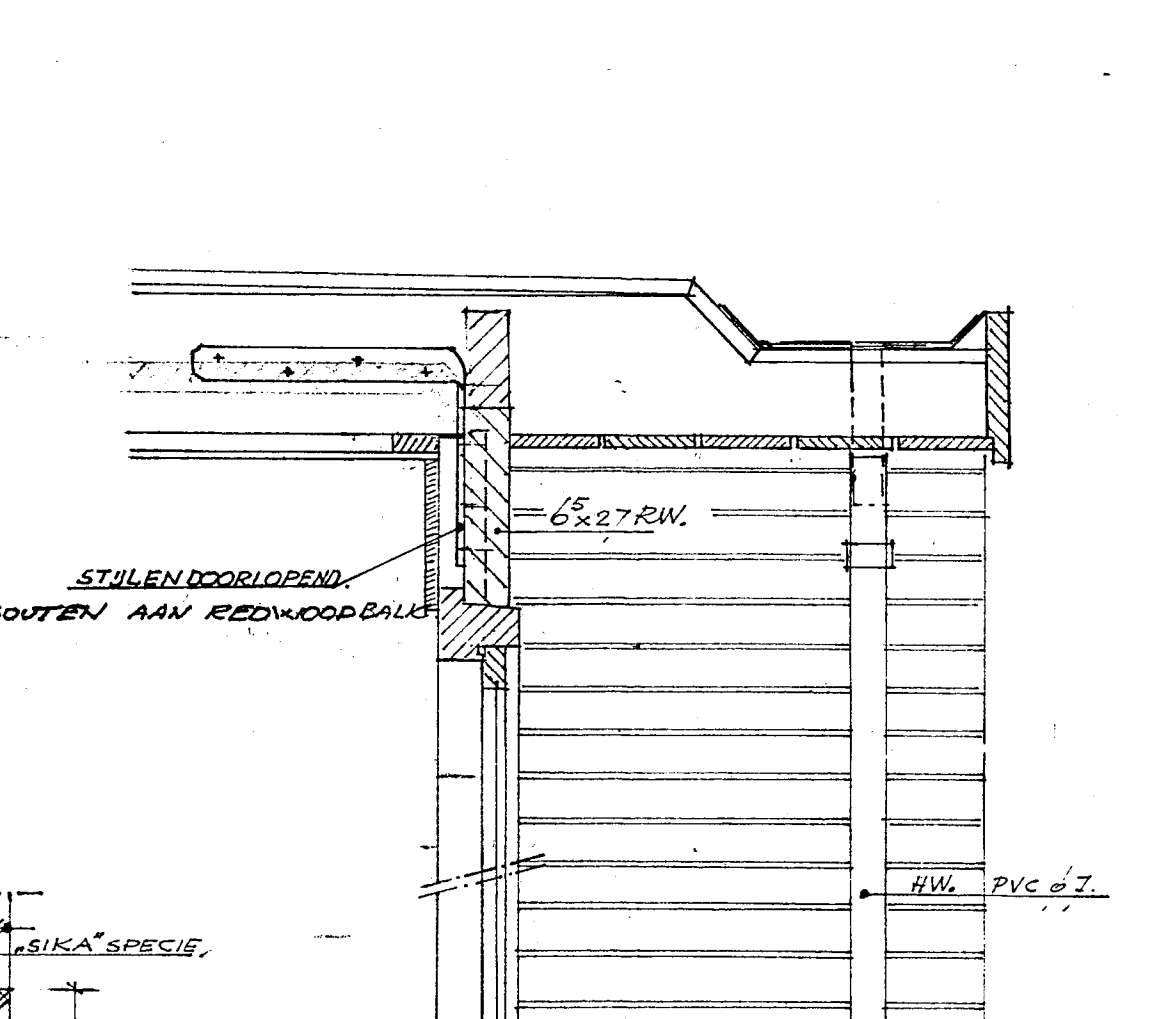 6⁵x27 RW.
STIJLEN DOORLOPEND.
BOUTEN AAN REDWOODBALK
HW. PVC ø 7.
„SIKA" SPECIE.